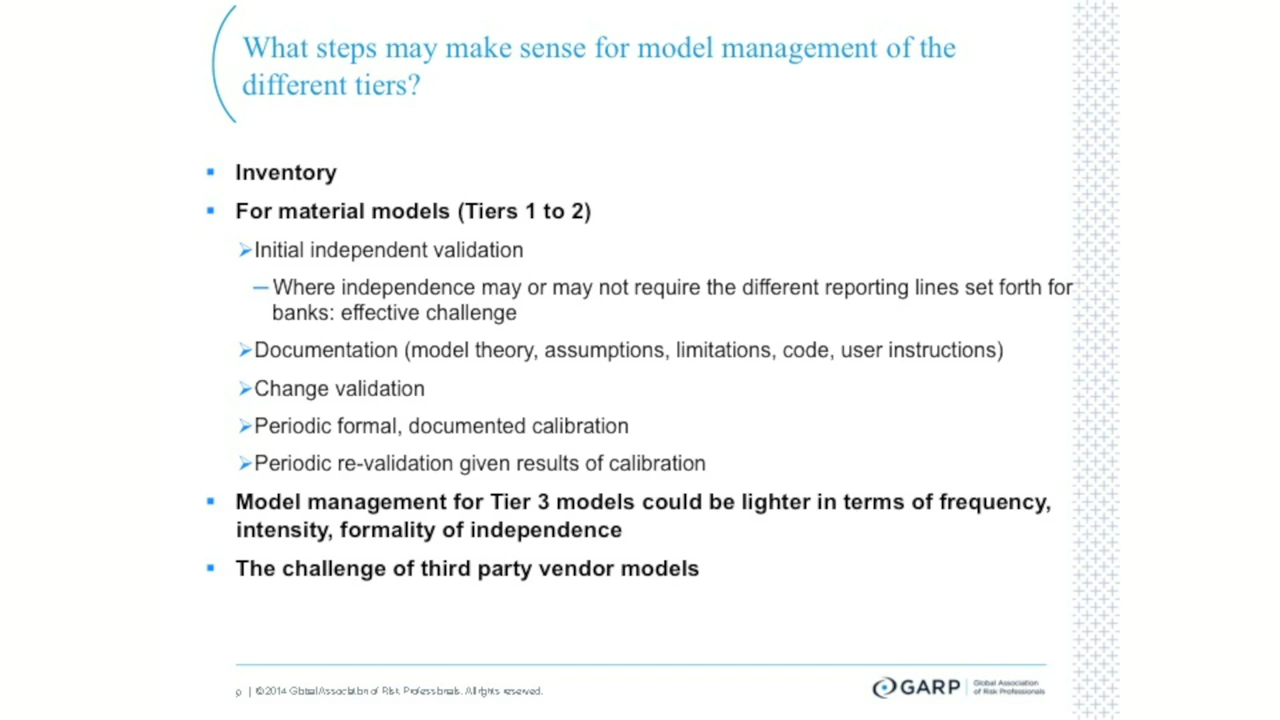 What steps may make sense for model management of the
different tiers?
Inventory
For material models (Tiers 1 to 2)
Initial independent validation
Where independence may or may not require the different reporting lines set forth for
banks: effective challenge
Documentation (model theory, assumptions, limitations, code, user instructions)
Change validation
Periodic formal, documented calibration
Periodic re-validation given results of calibration
Model management for Tier 3 models could be lighter in terms of frequency,
intensity, formality of independence
The challenge of third party vendor models
9 | © 2014 Global Association of Risk Professionals. All rights reserved.
GARP
Global Association
of Risk Professionals